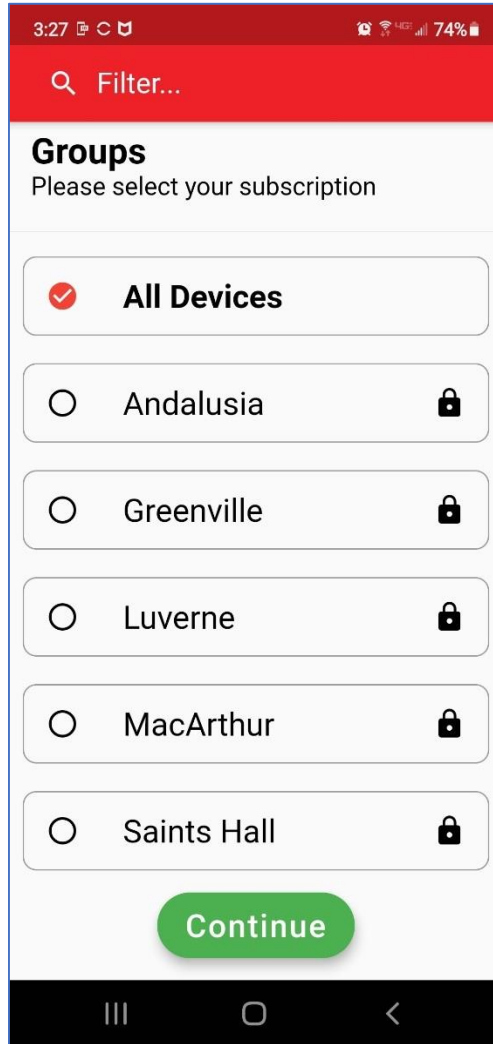 3:27 74%
Filter...
Groups
Please select your subscription
All Devices
Andalusia
Greenville
Luverne
MacArthur
Saints Hall
Continue